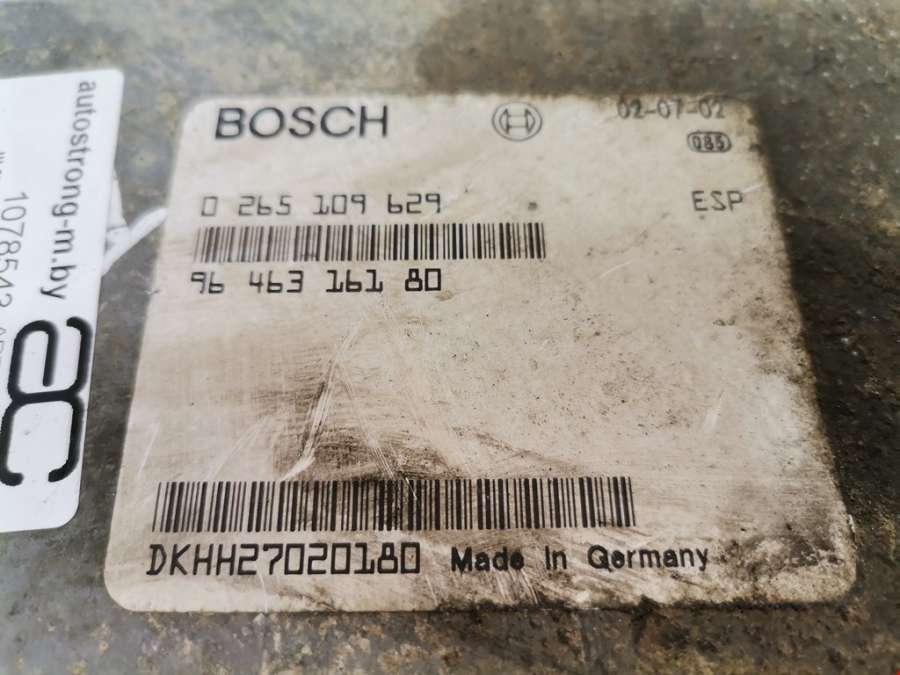 BOSCH
02-07-02
085
0 265 109 629
ESP
96 463 161 80
DKHH27020180 Made in Germany
autostrong-m.by